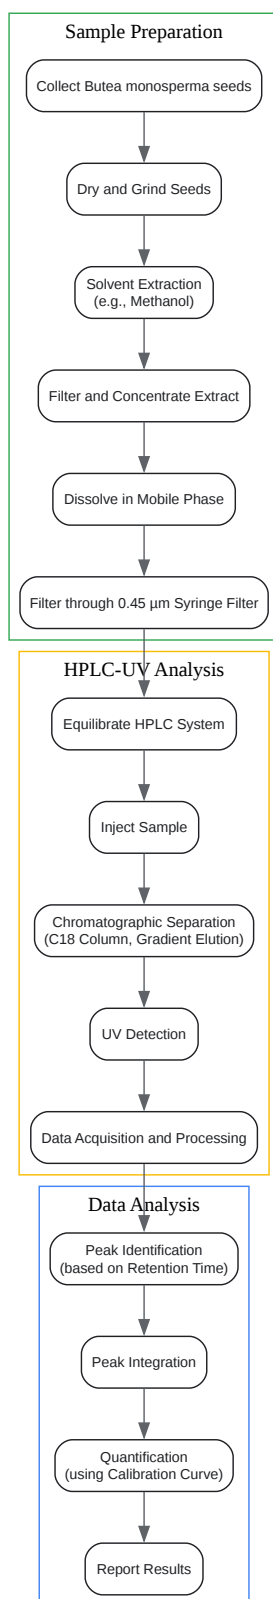 Sample Preparation
Collect Butea monosperma seeds
Dry and Grind Seeds
Solvent Extraction
(e.g., Methanol)
Filter and Concentrate Extract
Dissolve in Mobile Phase
Filter through 0.45 µm Syringe Filter
HPLC-UV Analysis
Equilibrate HPLC System
Inject Sample
Chromatographic Separation
(C18 Column, Gradient Elution)
UV Detection
Data Acquisition and Processing
Data Analysis
Peak Identification
(based on Retention Time)
Peak Integration
Quantification
(using Calibration Curve)
Report Results